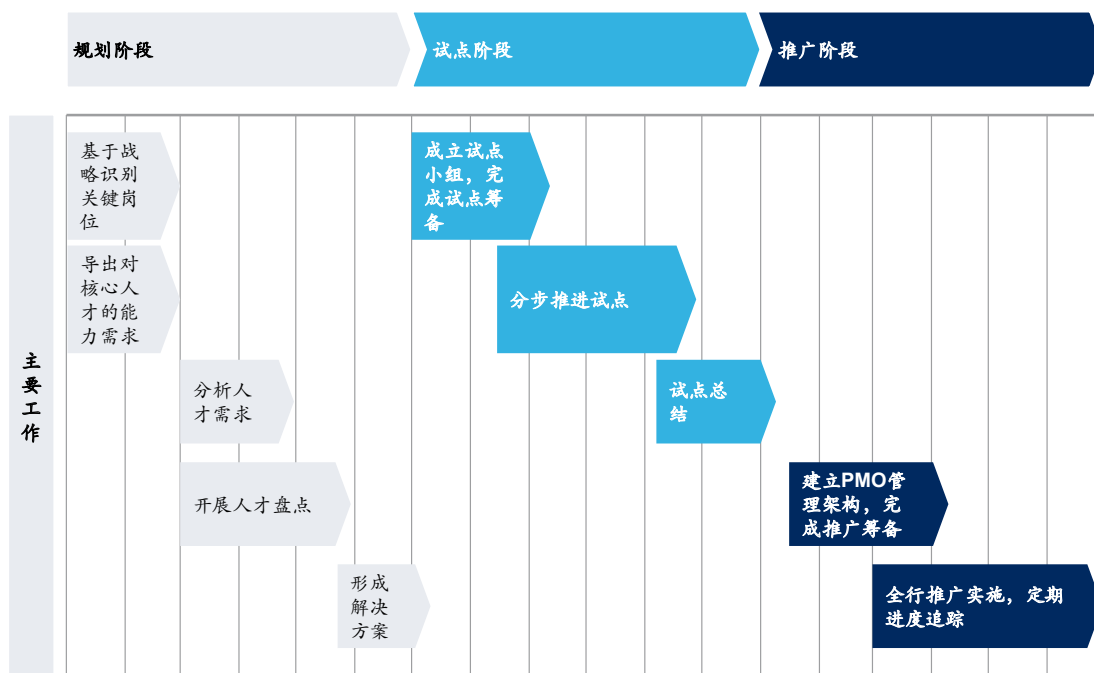 规划阶段
试点阶段
推广阶段
主要工作
基于战
略识别
关键岗
位
导出对
核心人
才的能
力需求
分析人
才需求
开展人才盘点
形成
解决
方案
成立试点
小组，完
成试点筹
备
分步推进试点
试点总
结
建立PMO管
理架构，完
成推广筹备
全行推广实施，定期
进度追踪